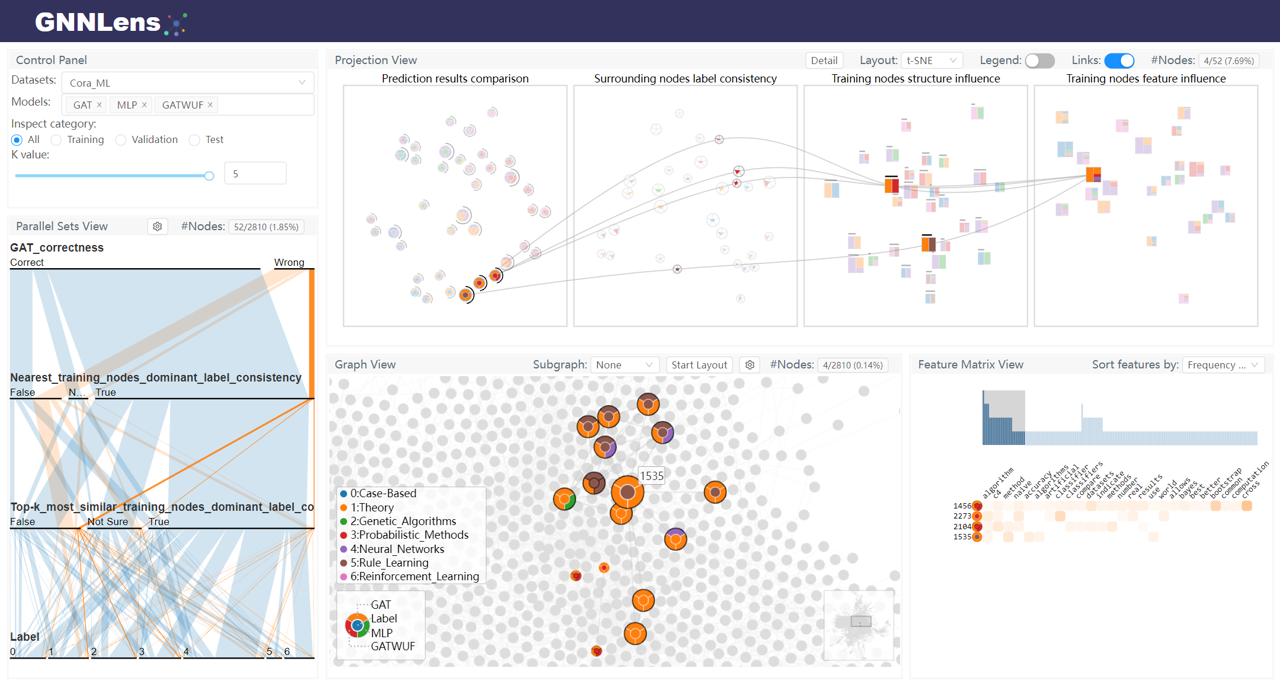 GNNLens
Control Panel
Datasets: Cora_ML
Models: GAT × MLP × GATWUF ×
Inspect category:
All Training Validation Test
K value:
5
Parallel Sets View #Nodes: 52/2810 (1.85%)
GAT_correctness
Correct Wrong
Nearest_training_nodes_dominant_label_consistency
False N... True
Top-k_most_similar_training_nodes_dominant_label_co
False Not Sure True
Label
0 1 2 3 4 5 6
Projection View Detail Layout: t-SNE Legend: Links: #Nodes: 4/52 (7.69%)
Prediction results comparison Surrounding nodes label consistency Training nodes structure influence Training nodes feature influence
Graph View Subgraph: None Start Layout #Nodes: 4/2810 (0.14%)
1535
0:Case-Based
1:Theory
2:Genetic_Algorithms
3:Probabilistic_Methods
4:Neural_Networks
5:Rule_Learning
6:Reinforcement_Learning
GAT
Label
MLP
GATWUF
Feature Matrix View Sort features by: Frequency ...
algorithm
c4
method
naive
accuracy
algorithms
artificial
classifier
classifiers
compare
datasets
indicate
methods
number
real
results
use
world
allows
bayes
best
better
bootstrap
common
computation
cross
1456
2273
2104
1535